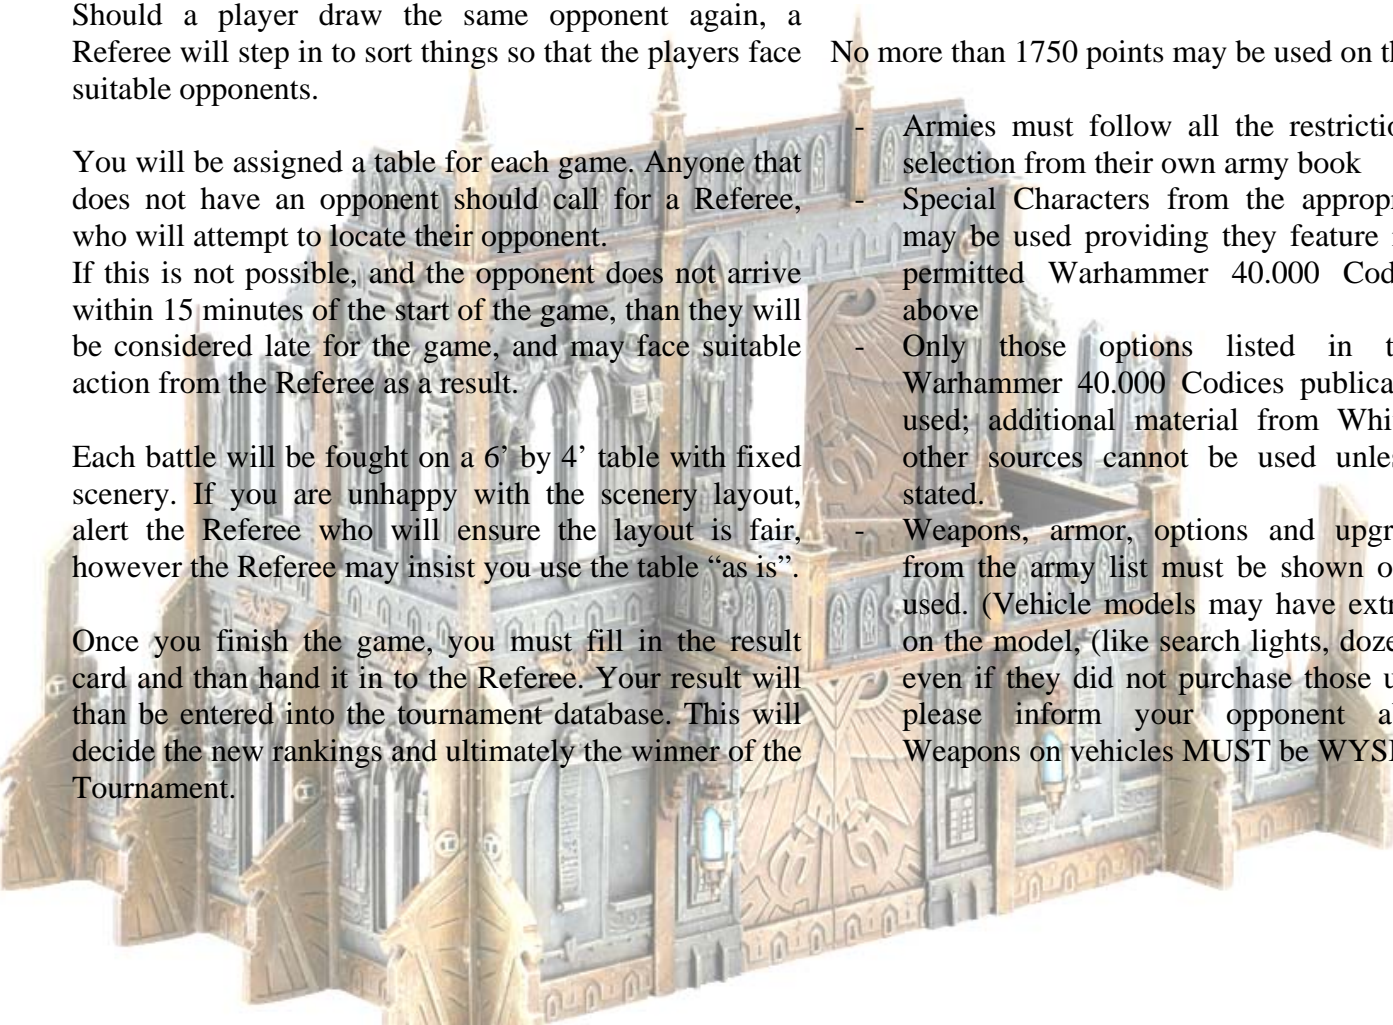 Should a player draw the same opponent again, a
Referee will step in to sort things so that the players face
suitable opponents.
You will be assigned a table for each game. Anyone that
does not have an opponent should call for a Referee,
who will attempt to locate their opponent.
If this is not possible, and the opponent does not arrive
within 15 minutes of the start of the game, than they will
be considered late for the game, and may face suitable
action from the Referee as a result.
Each battle will be fought on a 6’ by 4’ table with fixed
scenery. If you are unhappy with the scenery layout,
alert the Referee who will ensure the layout is fair,
however the Referee may insist you use the table “as is”.
Once you finish the game, you must fill in the result
card and than hand it in to the Referee. Your result will
than be entered into the tournament database. This will
decide the new rankings and ultimately the winner of the
Tournament.
No more than 1750 points may be used on
- Armies must follow all the
selection from their own army book
- Special Characters from the
may be used providing they feature
permitted Warhammer 40.000
above
- Only those options listed in
Warhammer 40.000 Codices
used; additional material from
other sources cannot be used
stated.
- Weapons, armor, options and
from the army list must be shown
used. (Vehicle models may have
on the model, (like search lights,
even if they did not purchase those
please inform your opponent
Weapons on vehicles MUST be